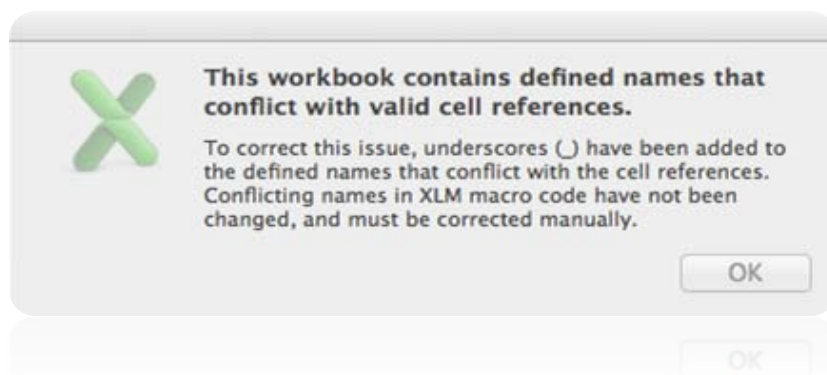 This workbook contains defined names that
conflict with valid cell references.
To correct this issue, underscores (_) have been added to
the defined names that conflict with the cell references.
Conflicting names in XLM macro code have not been
changed, and must be corrected manually.
OK
OK